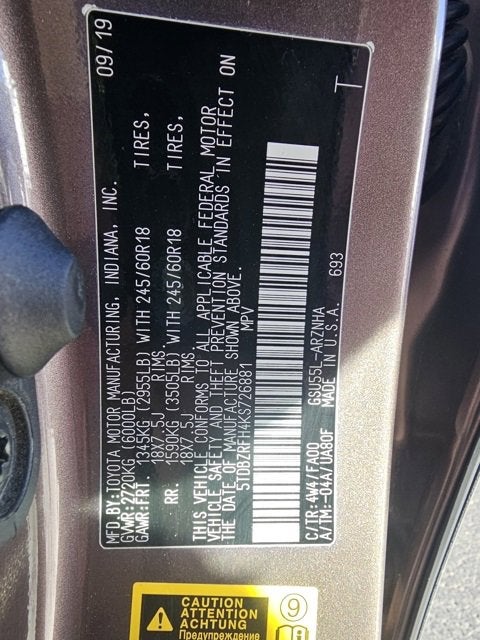 MFD.BY:TOYOTA MOTOR MANUFACTURING, INDIANA, INC. 09/19
GVWR:2720KG(6000LB)
GAWR:FRT. 1345KG (2955LB) WITH 245/60R18 TIRES,
18X7.5J RIMS.
RR. 1590KG (3505LB) WITH 245/60R18 TIRES,
18X7.5J RIMS.
THIS VEHICLE CONFORMS TO ALL APPLICABLE FEDERAL MOTOR
VEHICLE SAFETY AND THEFT PREVENTION STANDARDS IN EFFECT ON
THE DATE OF MANUFACTURE SHOWN ABOVE.
5TDBZRFH4KS726881 MPV
C/TR:4W4/FA00 GSU55L-ARZNHA
A/TM:-04A/UA80F MADE IN U.S.A. 693 T
CAUTION
ATTENTION
ACHTUNG
Предупреждение
9